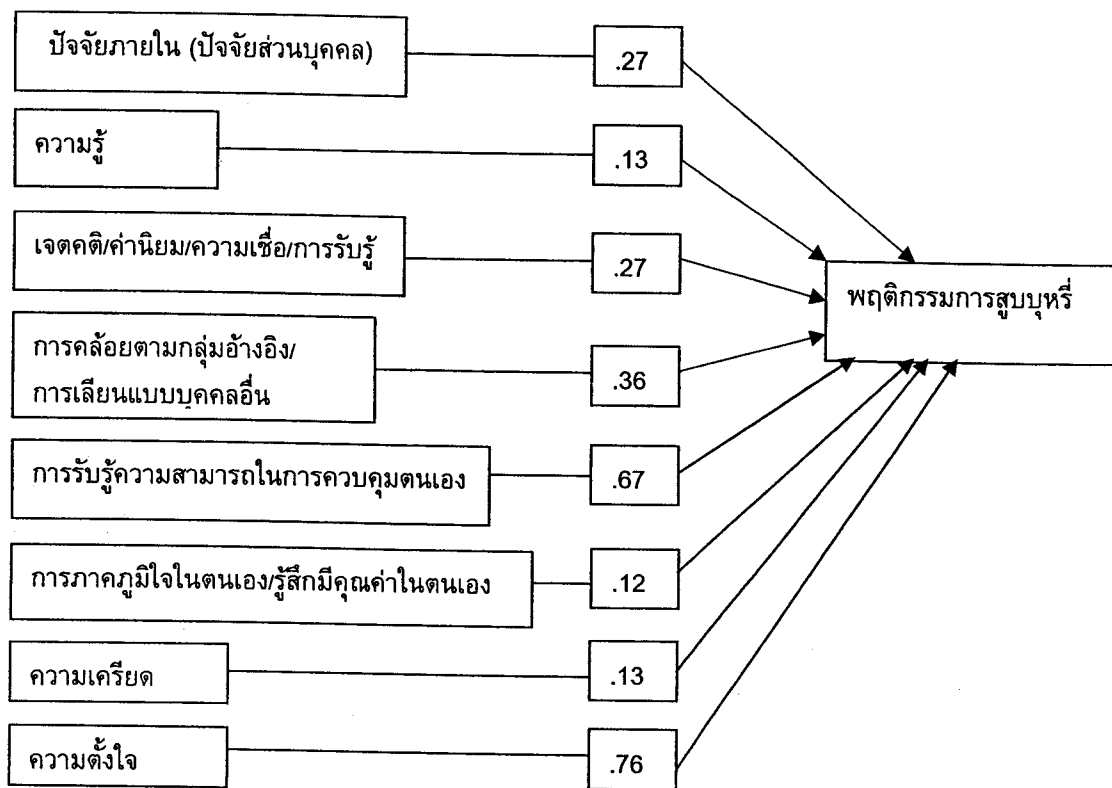 ปัจจัยภายใน (ปัจจัยส่วนบุคคล)
.27
ความรู้
.13
เจตคติ/ค่านิยม/ความเชื่อ/การรับรู้
.27
พฤติกรรมการสูบบุหรี่
การคล้อยตามกลุ่มอ้างอิง/
การเลียนแบบบุคคลอื่น
.36
การรับรู้ความสามารถในการควบคุมตนเอง
.67
การภาคภูมิใจในตนเอง/รู้สึกมีคุณค่าในตนเอง
.12
ความเครียด
.13
ความตั้งใจ
.76